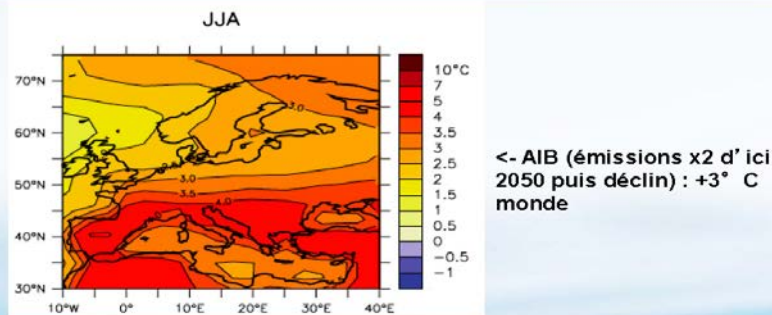 JJA
70°N
60°N
50°N
40°N
30°N
10°W 0° 10°E 20°E 30°E 40°E
3.0
3.0
3.5
4.0
10°C
7
5
4
3.5
3
2.5
2
1.5
1
0.5
0
−0.5
−1
<- AIB (émissions x2 d' ici
2050 puis déclin) : +3° C
monde